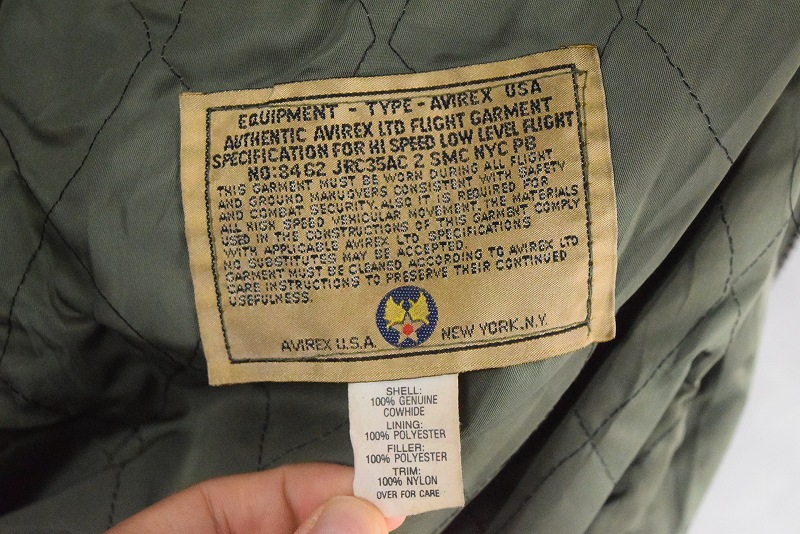 EQUIPMENT - TYPE - AVIREX USA
AUTHENTIC AVIREX LTD FLIGHT GARMENT
SPECIFICATION FOR HI SPEED LOW LEVEL FLIGHT
NO:8462 JRC35AC 2 SMC NYC PB
THIS GARMENT MUST BE WORN DURING ALL FLIGHT
AND GROUND MANUOVERS CONSISTENT WITH SAFETY
AND COMBAT SECURITY. ALSO IT IS REQUIRED FOR
ALL HIGH SPEED VEHICULAR MOVEMENT. THE MATERIALS
USED IN THE CONSTRUCTIONS OF THIS GARMENT COMPLY
WITH APPLICABLE AVIREX LTD SPECIFICATIONS
NO SUBSTITUTES MAY BE ACCEPTED.
GARMENT MUST BE CLEANED ACCORDING TO AVIREX LTD
CARE INSTRUCTIONS TO PRESERVE THEIR CONTINUED
USEFULNESS.
AVIREX U.S.A. NEW YORK.N.Y.
SHELL:
100% GENUINE
COWHIDE
LINING:
100% POLYESTER
FILLER:
100% POLYESTER
TRIM:
100% NYLON
OVER FOR CARE